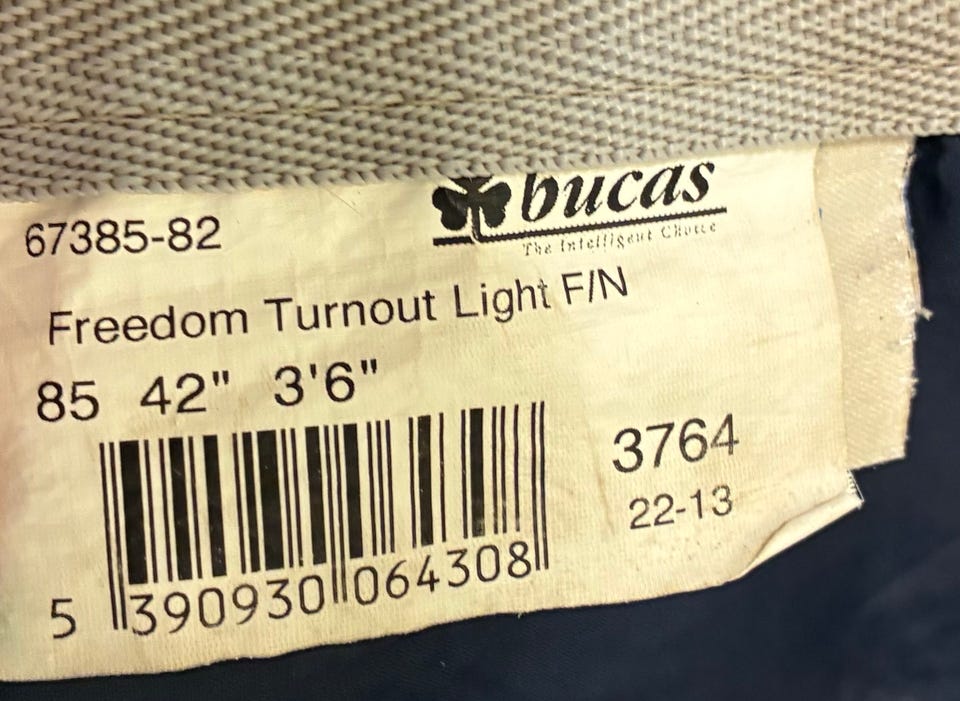 bucas
The Intelligent Choice
67385-82
Freedom Turnout Light F/N
85 42" 3'6"
3764
22-13
5 390930 064308